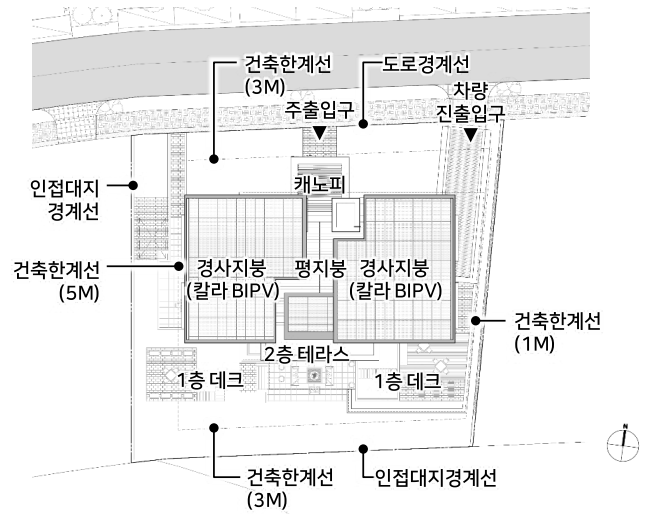 건축한계선
(3M)
도로경계선
주출입구
차량
진출입구
캐노피
인접대지
경계선
건축한계선
(5M)
경사지붕
(칼라 BIPV)
평지붕
경사지붕
(칼라 BIPV)
건축한계선
(1M)
2층 테라스
1층 데크
1층 데크
N
건축한계선
(3M)
인접대지경계선